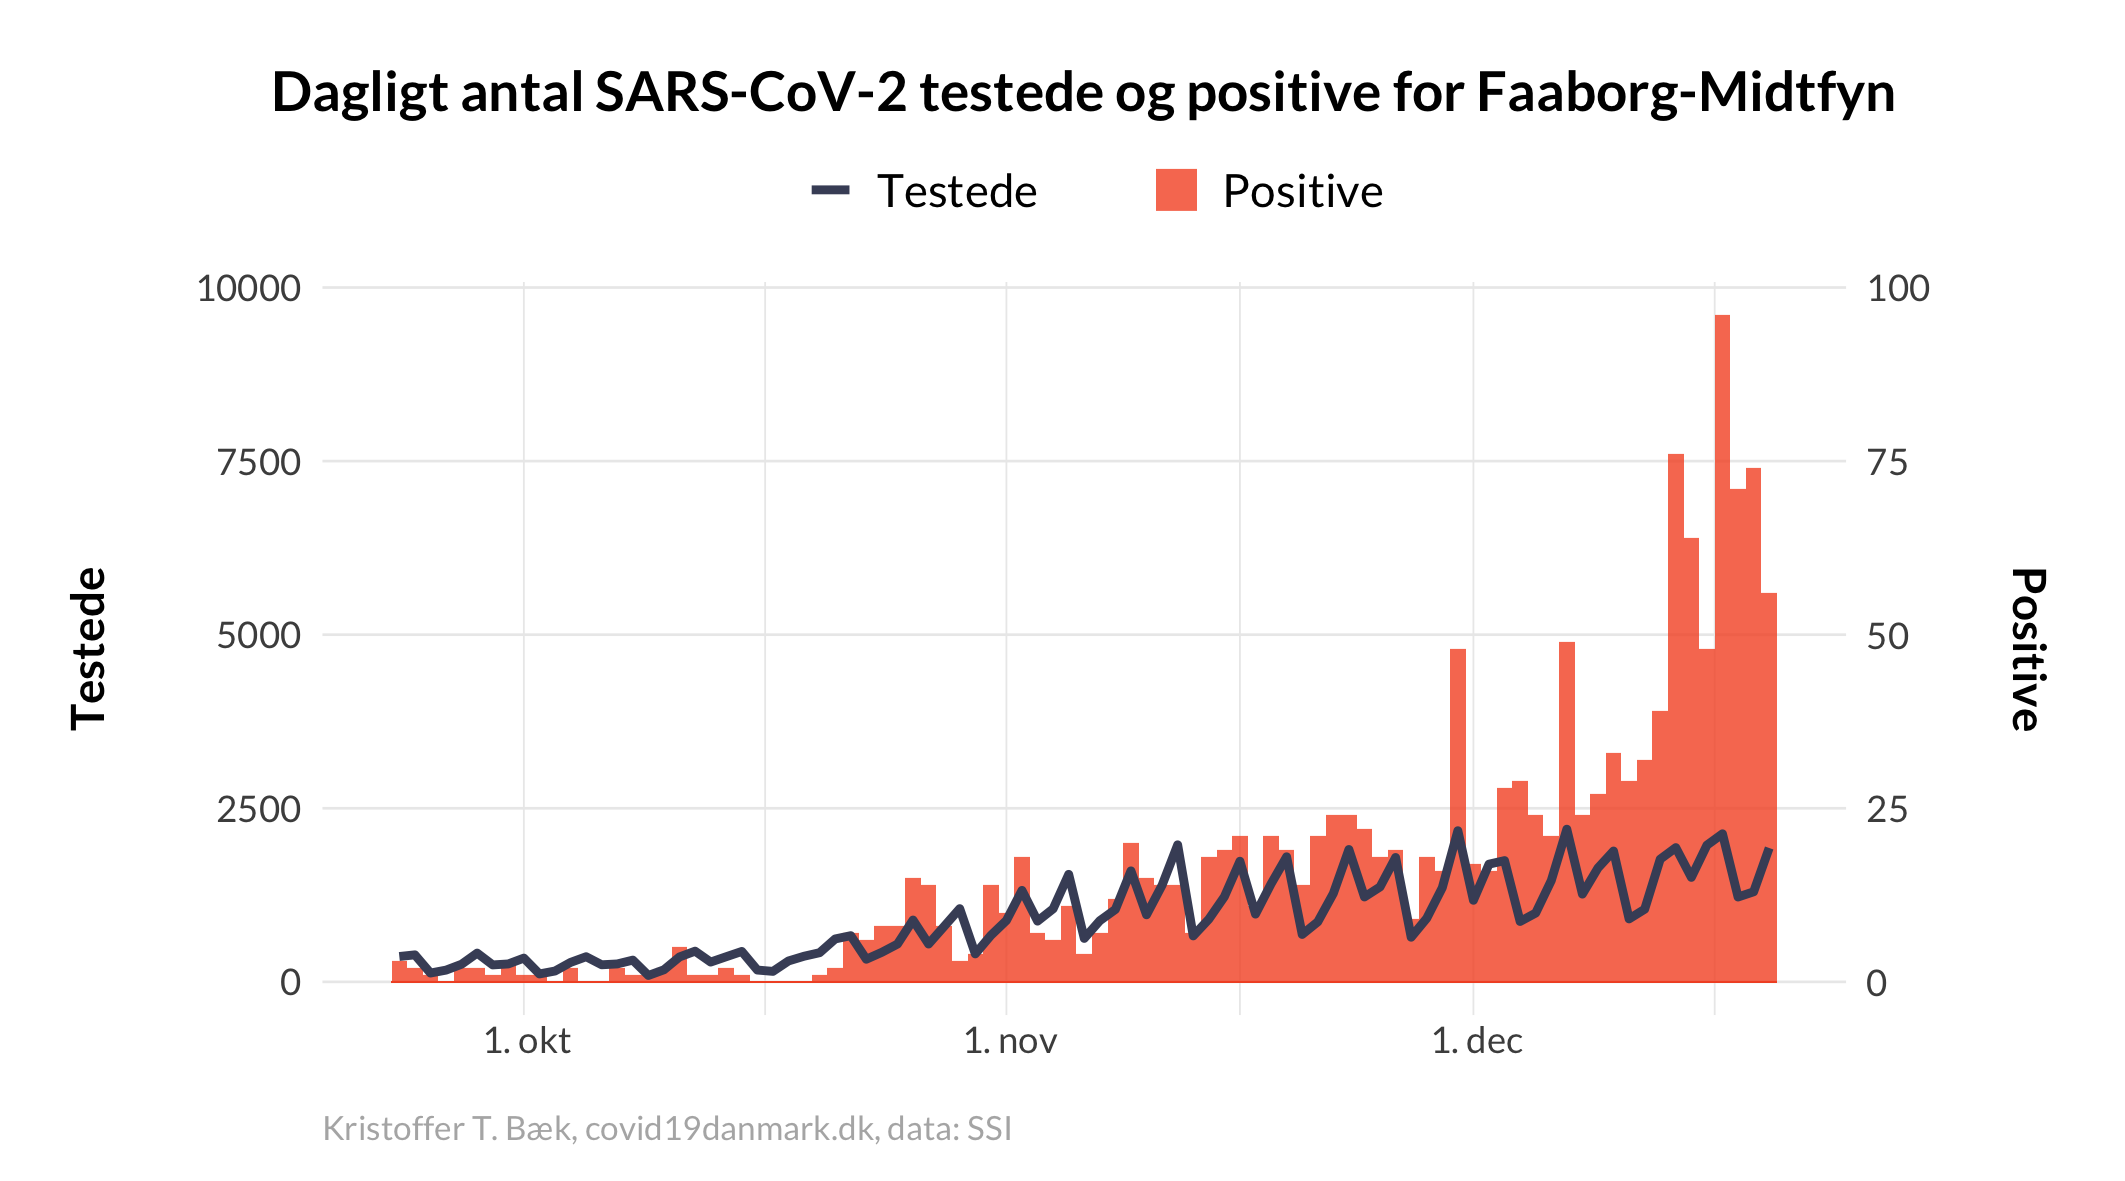 Dagligt antal SARS-CoV-2 testede og positive for Faaborg-Midtfyn
Testede Positive
10000 100
7500 75
5000 50
2500 25
0 0
Testede
Positive
1. okt 1. nov 1. dec
Kristoffer T. Bæk, covid19danmark.dk, data: SSI